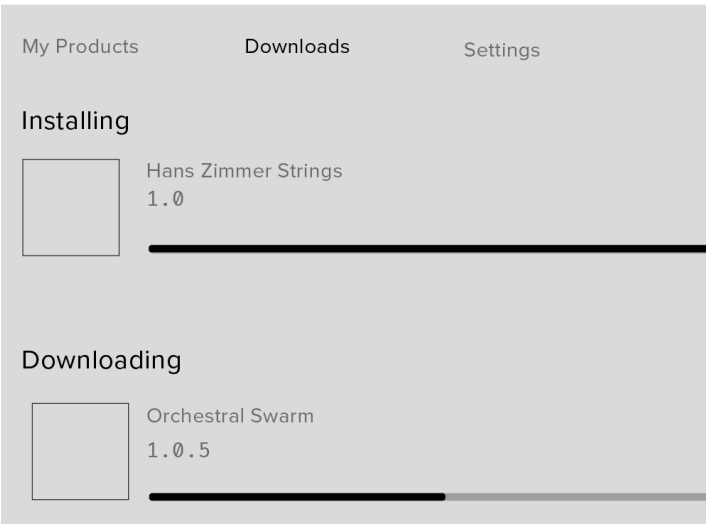 My Products
Downloads
Settings
Installing
Hans Zimmer Strings
1.0
Downloading
Orchestral Swarm
1.0.5